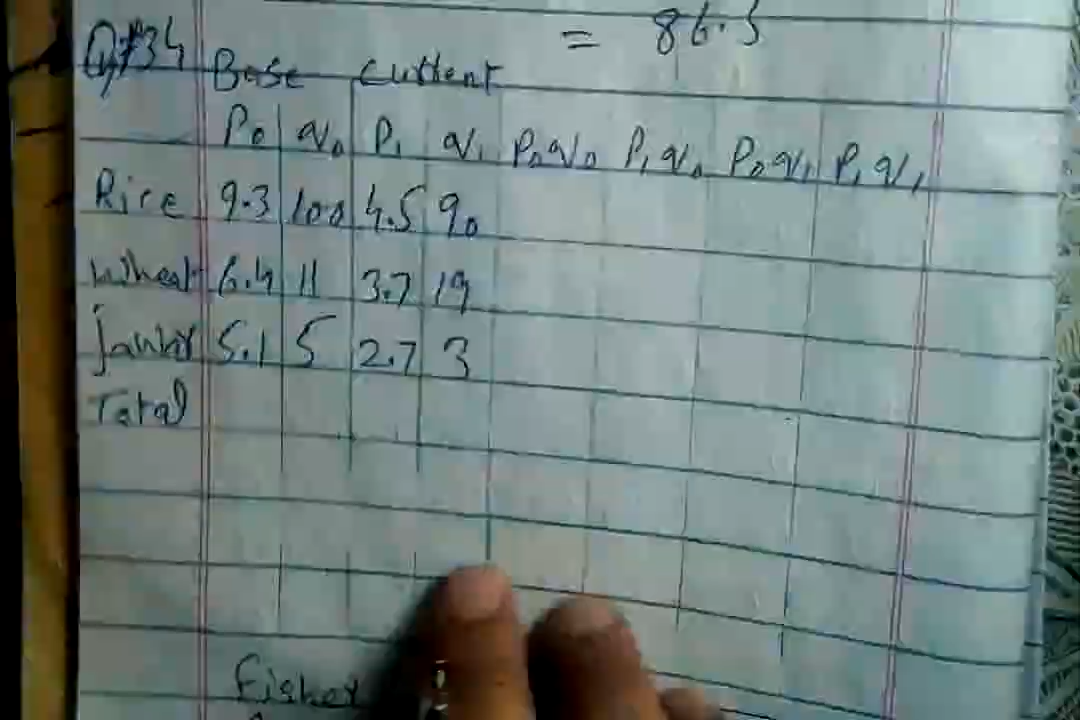 = 86.5
Q#34 Base Current
P₀ q₀ P₁ q₁ P₀q₀ P₁q₀ P₀q₁ P₁q₁
Rice 9.3 100 4.5 90
Wheat 6.4 11 3.7 19
jawar 5.1 5 2.7 3
Total
Fisher